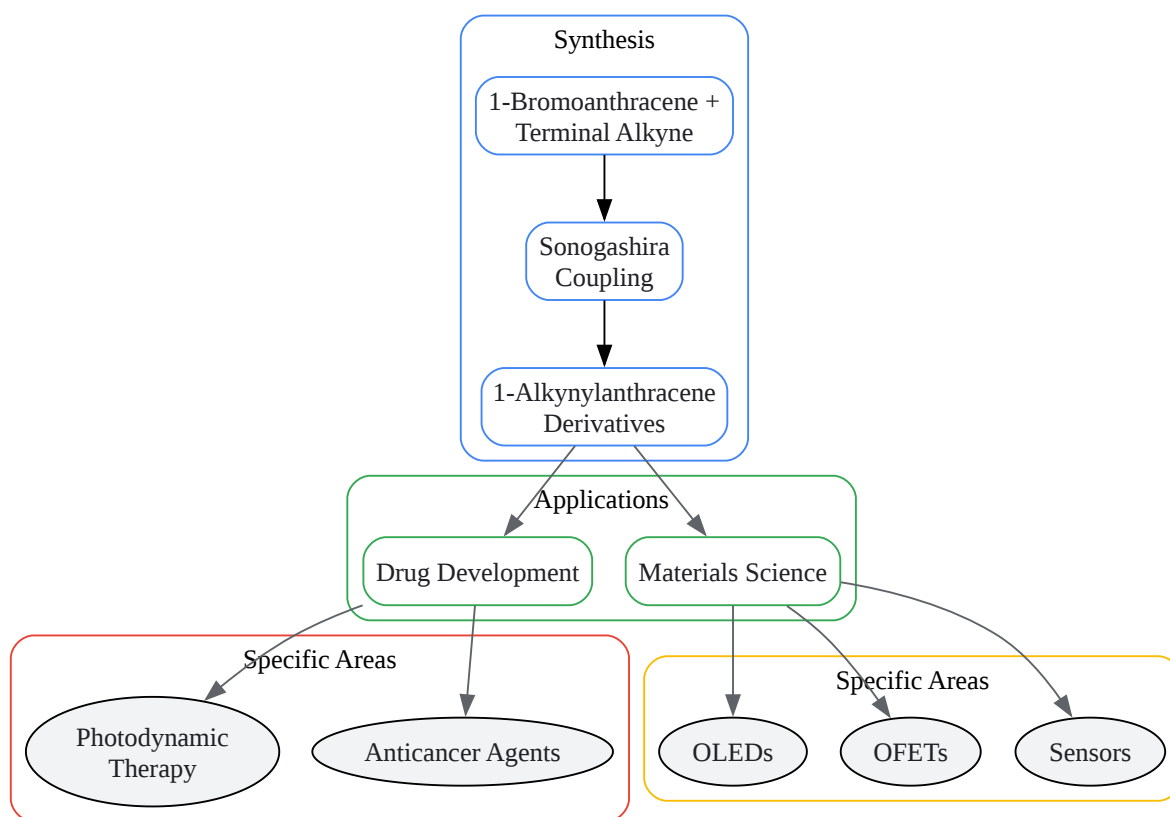 Synthesis
1-Bromoanthracene +
Terminal Alkyne
Sonogashira
Coupling
1-Alkynylanthracene
Derivatives
Applications
Drug Development
Materials Science
Specific Areas
Photodynamic
Therapy
Anticancer Agents
Specific Areas
OLEDs
OFETs
Sensors